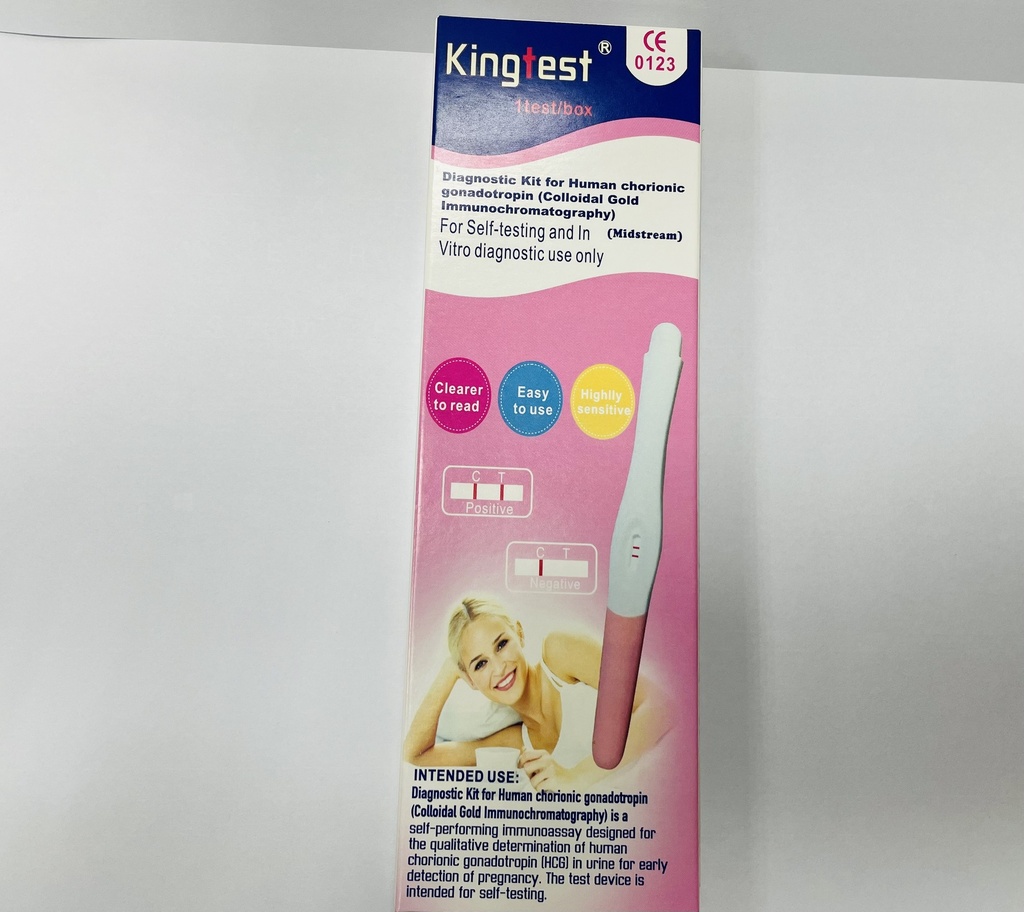 Kingtest®
CE
0123
1test/box
Diagnostic Kit for Human chorionic
gonadotropin (Colloidal Gold
Immunochromatography)
For Self-testing and In (Midstream)
Vitro diagnostic use only
Clearer
to read
Easy
to use
Highlly
sensitive
C T
Positive
C T
Negative
INTENDED USE:
Diagnostic Kit for Human chorionic gonadotropin
(Colloidal Gold Immunochromatography) is a
self-performing immunoassay designed for
the qualitative determination of human
chorionic gonadotropin (HCG) in urine for early
detection of pregnancy. The test device is
intended for self-testing.